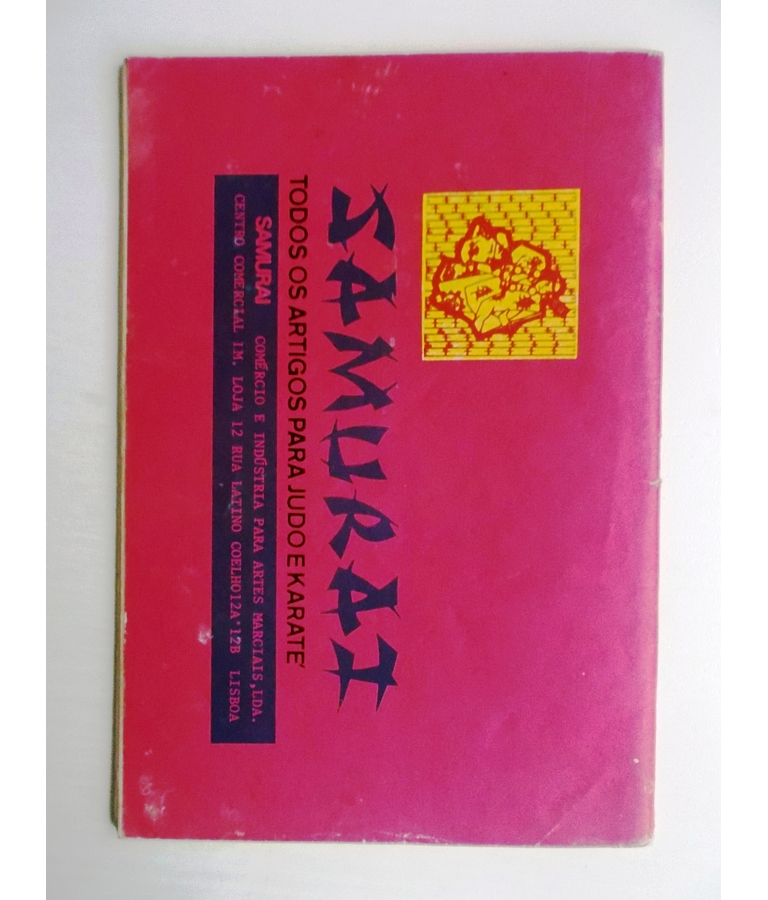 SAMURAI
TODOS OS ARTIGOS PARA JUDO E KARATE'
SAMURAI COMÉRCIO E INDÚSTRIA PARA ARTES MARCIAIS,LDA.
CENTRO COMERCIAL IM. LOJA 12 RUA LATINO COELHO12A·12B LISBOA